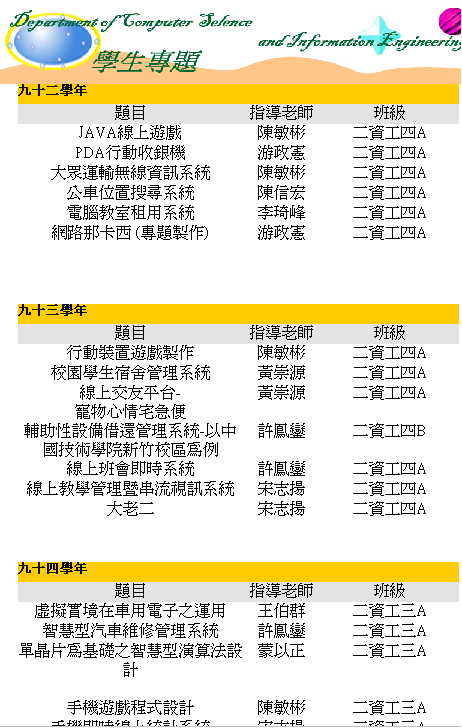 Department of Computer Seience
and Information Engineering
學生專題
九十二學年
題目 指導老師 班級
JAVA線上遊戲 陳敏彬 二資工四A
PDA行動收銀機 游政憲 二資工四A
大眾運輸無線資訊系統 陳敏彬 二資工四A
公車位置搜尋系統 陳信宏 二資工四A
電腦教室租用系統 李琦峰 二資工四A
網路那卡西(專題製作) 游政憲 二資工四A
九十三學年
題目 指導老師 班級
行動裝置遊戲製作 陳敏彬 二資工四A
校園學生宿舍管理系統 黃崇源 二資工四A
線上交友平台- 黃崇源 二資工四A
寵物心情宅急便
輔助性設備借還管理系統-以中 許鳳鑾 二資工四B
國技術學院新竹校區為例
線上班會即時系統 許鳳鑾 二資工四A
線上教學管理暨串流視訊系統 宋志揚 二資工四A
大老二 宋志揚 二資工四A
九十四學年
題目 指導老師 班級
虛擬實境在車用電子之運用 王伯群 二資工三A
智慧型汽車維修管理系統 許鳳鑾 二資工三A
單晶片為基礎之智慧型演算法設 蒙以正 二資工三A
計
手機遊戲程式設計 陳敏彬 二資工三A
手機即時線上統計系統 宋志揚 二資工三A